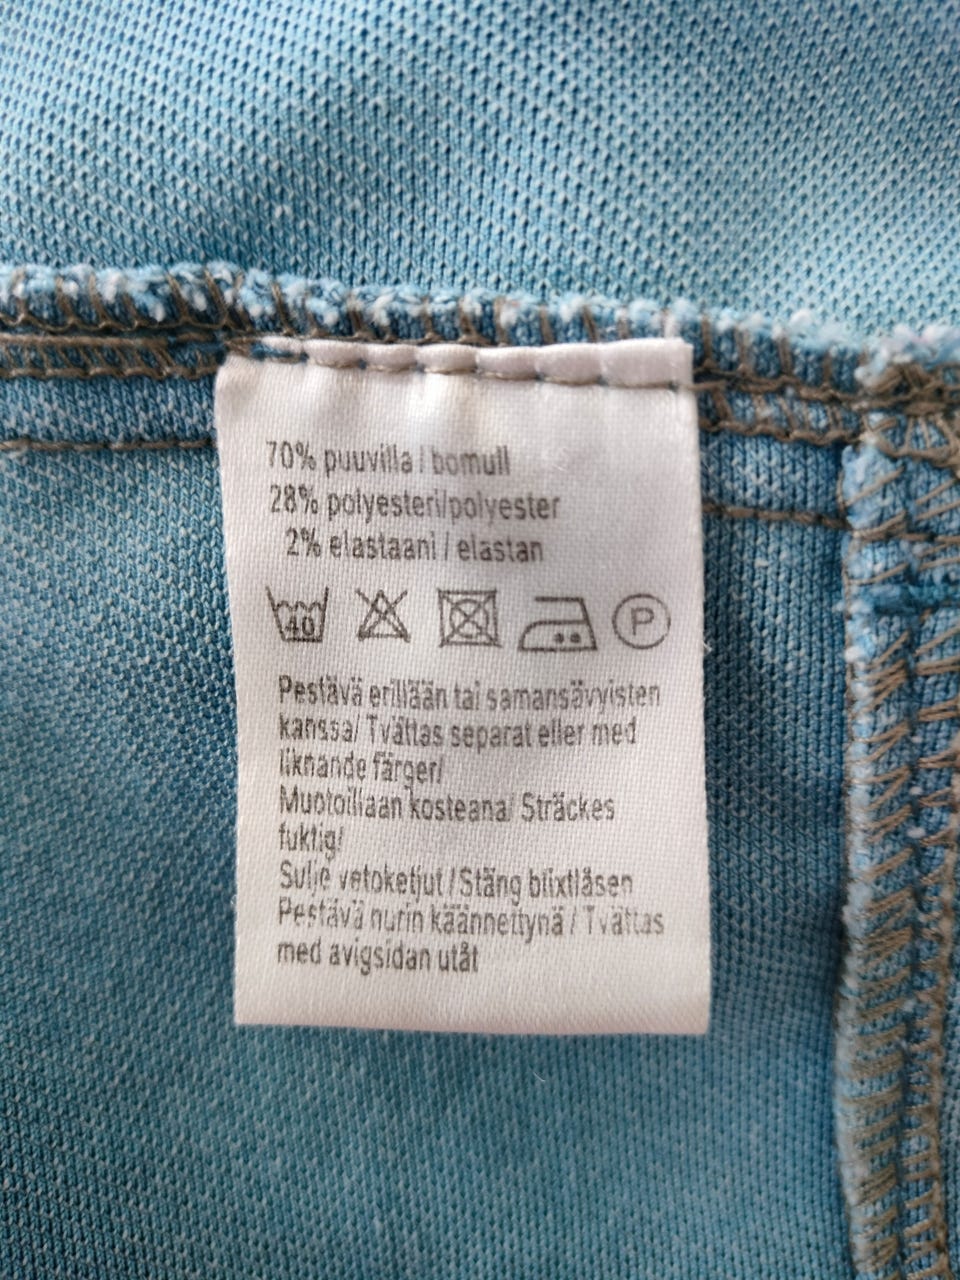 70% puuvilla / bomull
28% polyesteri/polyester
2% elastaani / elastan
40 P
Pestävä erillään tai samansävyisten
kanssa/ Tvättas separat eller med
liknande färger/
Muotoillaan kosteana/ Sträckes
fuktig/
Sulje vetoketjut / Stäng blixtlåsen
Pestävä nurin käännettynä / Tvättas
med avigsidan utåt